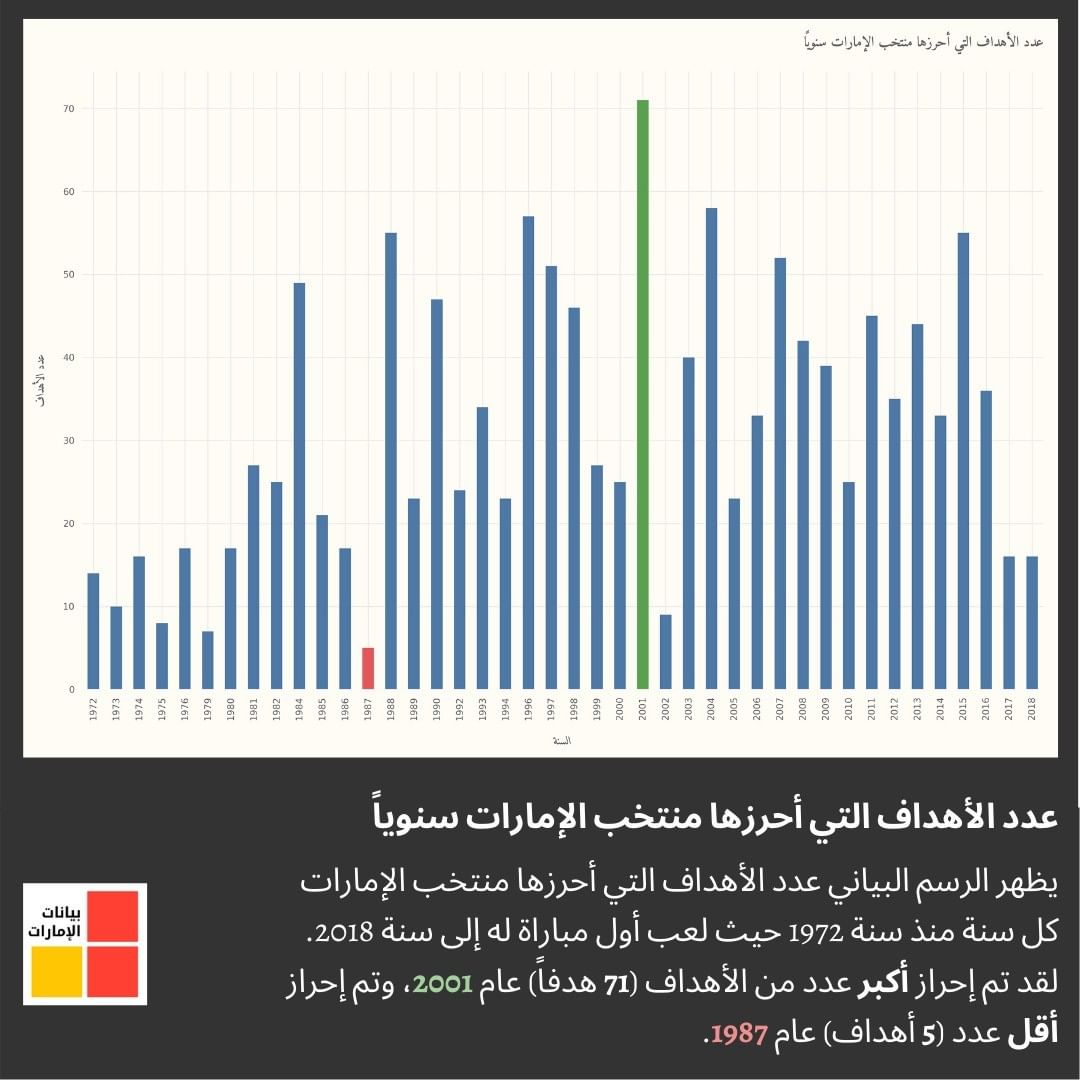 عدد الأهداف التي أحرزها منتخب الإمارات سنويًا
70
60
50
40
30
20
10
0
عدد الأهداف
1972 1973 1974 1975 1976 1979 1980 1981 1982 1984 1985 1986 1987 1988 1989 1990 1992 1993 1994 1996 1997 1998 1999 2000 2001 2002 2003 2004 2005 2006 2007 2008 2009 2010 2011 2012 2013 2014 2015 2016 2017 2018
السنة
عدد الأهداف التي أحرزها منتخب الإمارات سنوياً
يظهر الرسم البياني عدد الأهداف التي أحرزها منتخب الإمارات
كل سنة منذ سنة 1972 حيث لعب أول مباراة له إلى سنة 2018.
لقد تم إحراز أكبر عدد من الأهداف (71 هدفاً) عام 2001، وتم إحراز
أقل عدد (5 أهداف) عام 1987.
بيانات
الإمارات